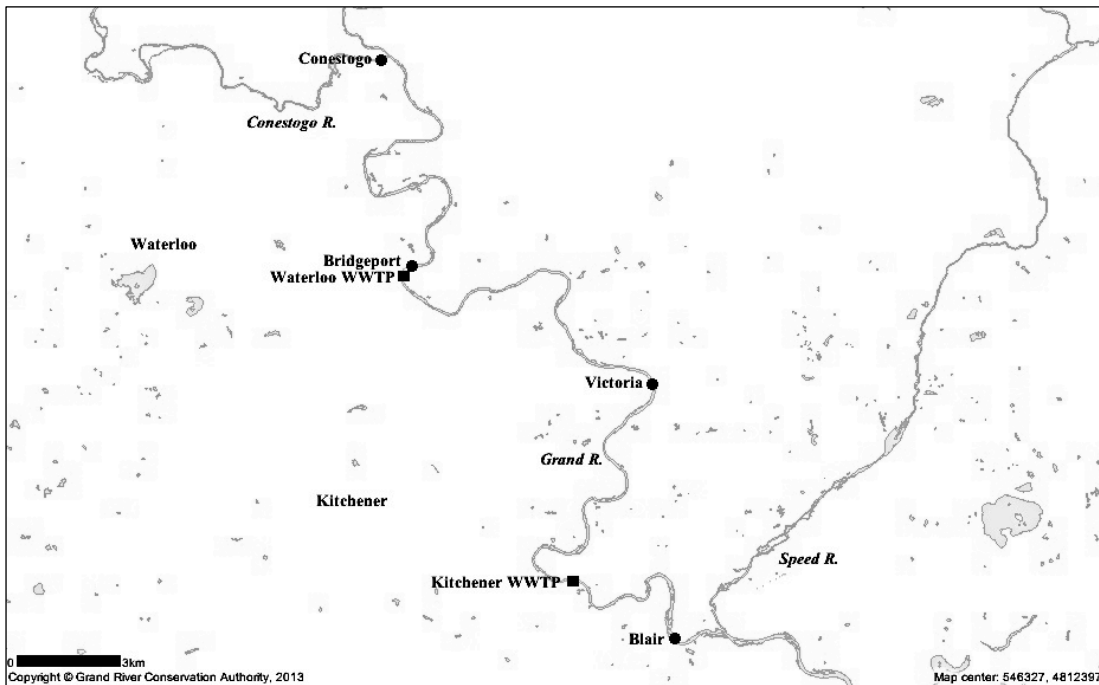 Conestogo
Conestogo R.
Waterloo
Bridgeport
Waterloo WWTP
Victoria
Grand R.
Kitchener
Speed R.
Kitchener WWTP
Blair
0 3km
Copyright © Grand River Conservation Authority, 2013
Map center: 546327, 4812397